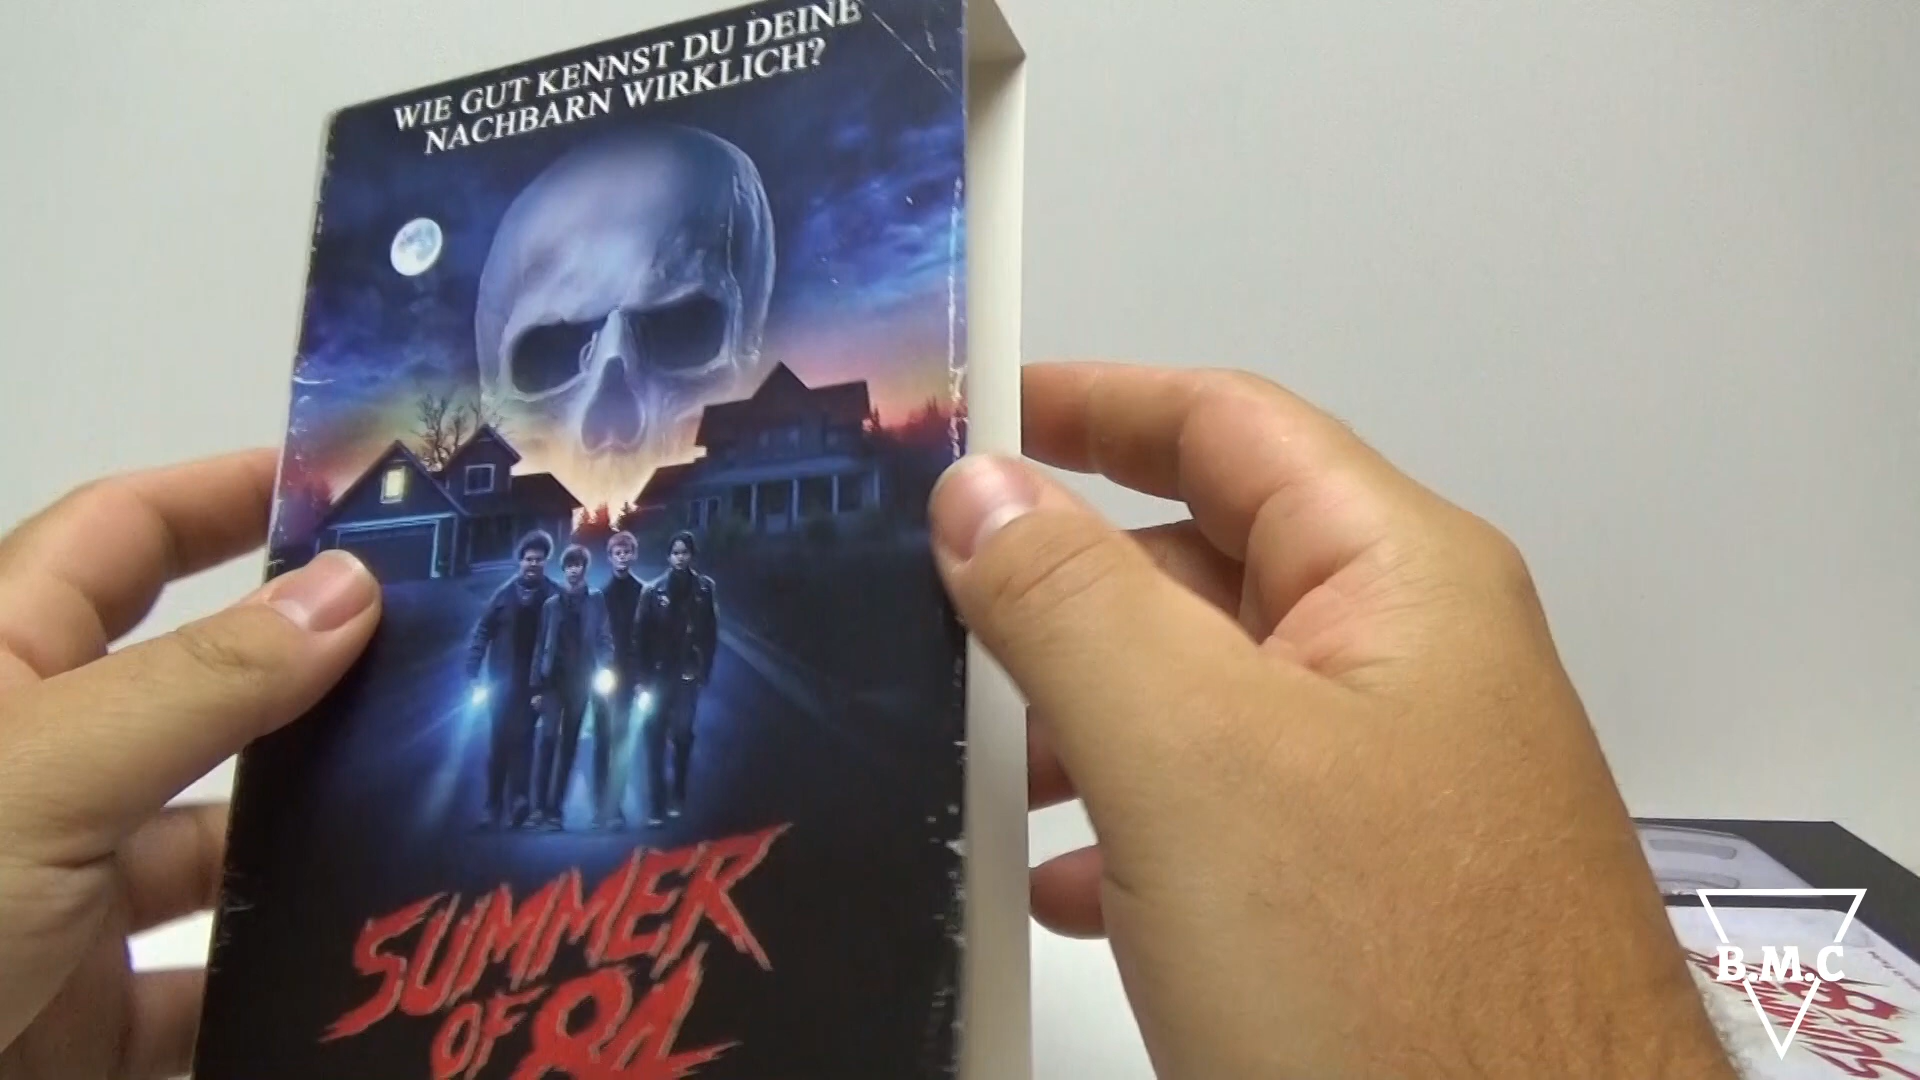 WIE GUT KENNST DU DEINE
NACHBARN WIRKLICH?
SUMMER
OF 84
B.M.C